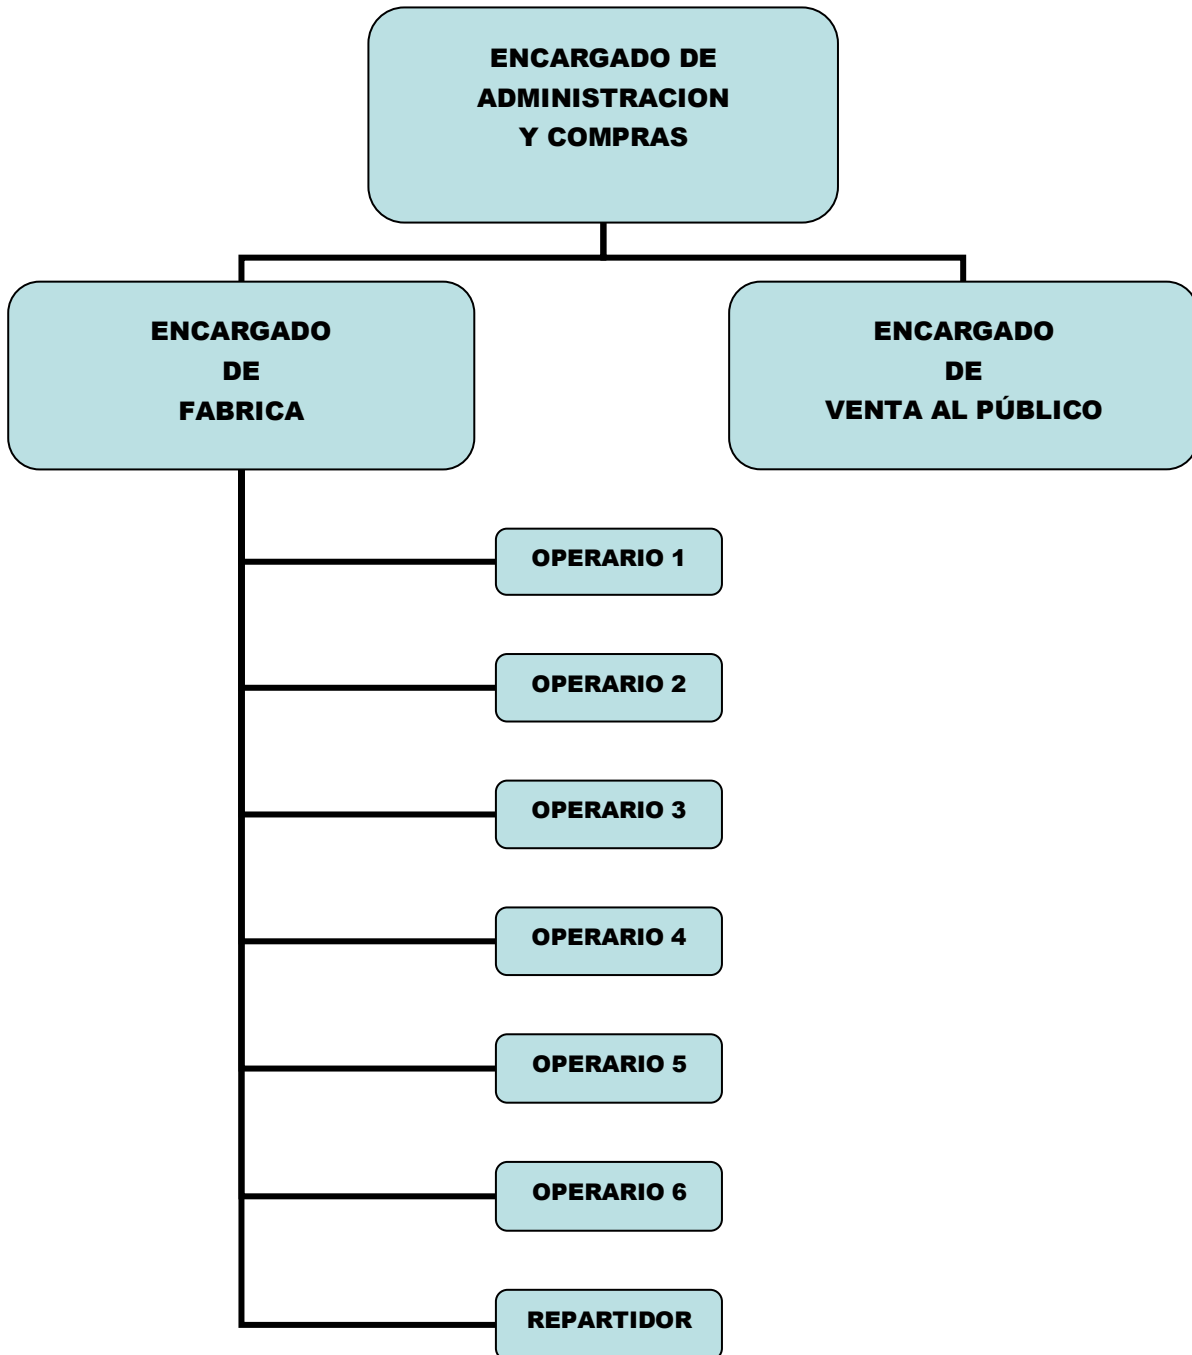 ENCARGADO DE
ADMINISTRACION
Y COMPRAS
ENCARGADO
DE
FABRICA
ENCARGADO
DE
VENTA AL PÚBLICO
OPERARIO 1
OPERARIO 2
OPERARIO 3
OPERARIO 4
OPERARIO 5
OPERARIO 6
REPARTIDOR